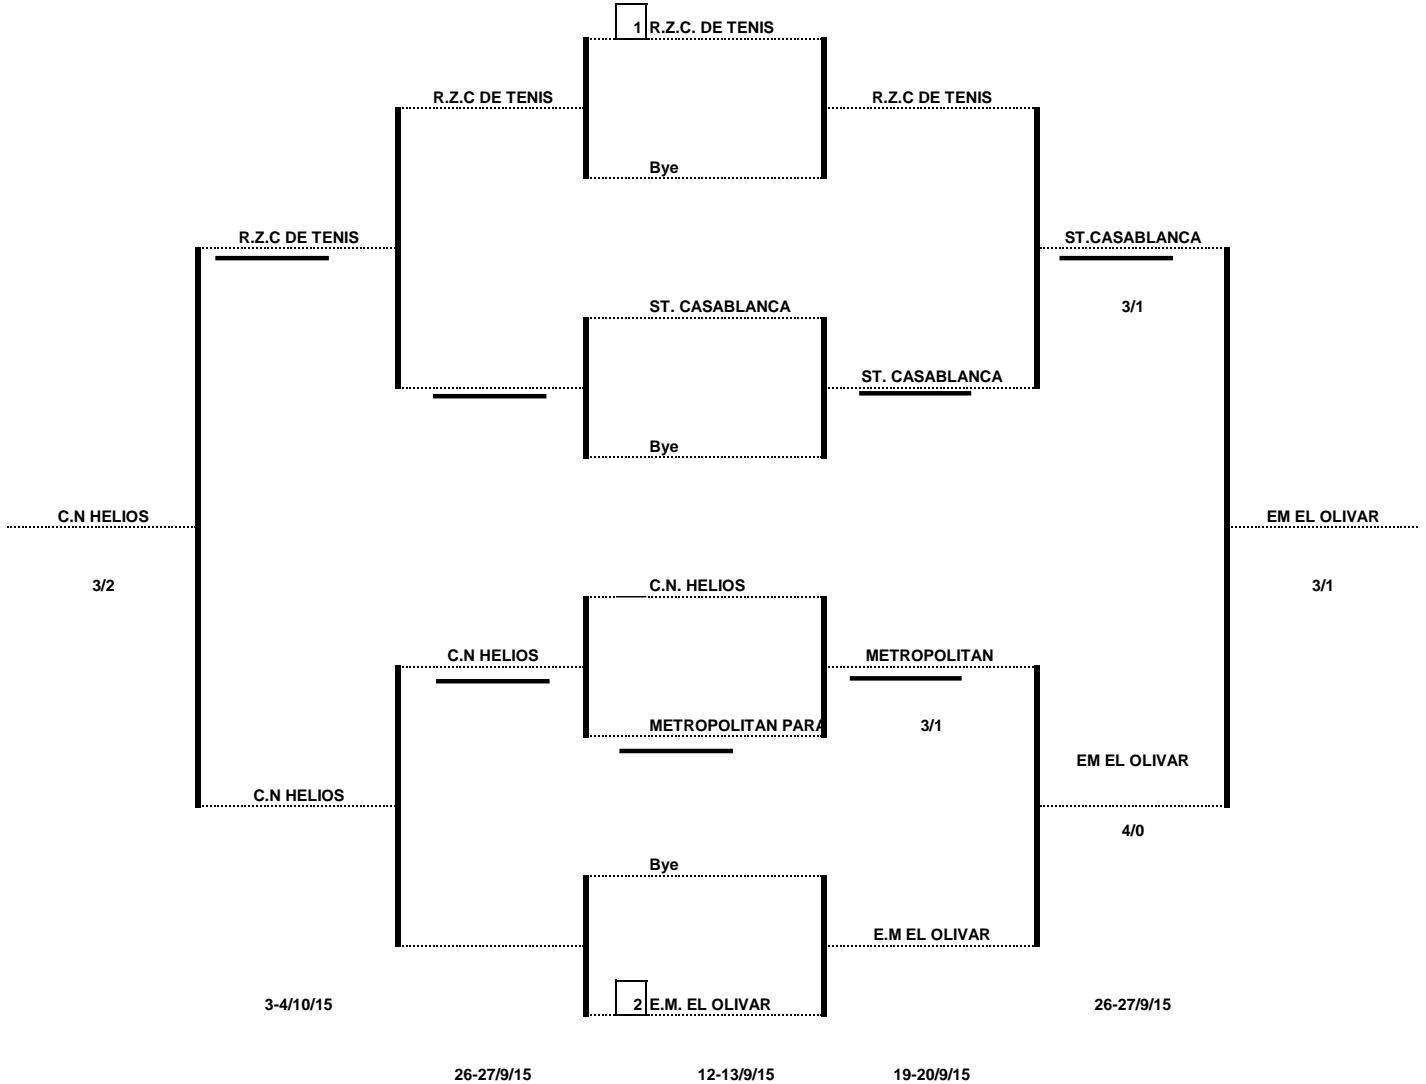 1 R.Z.C. DE TENIS
R.Z.C DE TENIS R.Z.C DE TENIS
Bye
R.Z.C DE TENIS ST.CASABLANCA
ST. CASABLANCA 3/1
ST. CASABLANCA
Bye
C.N HELIOS EM EL OLIVAR
3/2 C.N. HELIOS 3/1
C.N HELIOS METROPOLITAN
METROPOLITAN PARA 3/1
EM EL OLIVAR
C.N HELIOS
4/0
Bye
E.M EL OLIVAR
3-4/10/15 2 E.M. EL OLIVAR 26-27/9/15
26-27/9/15 12-13/9/15 19-20/9/15